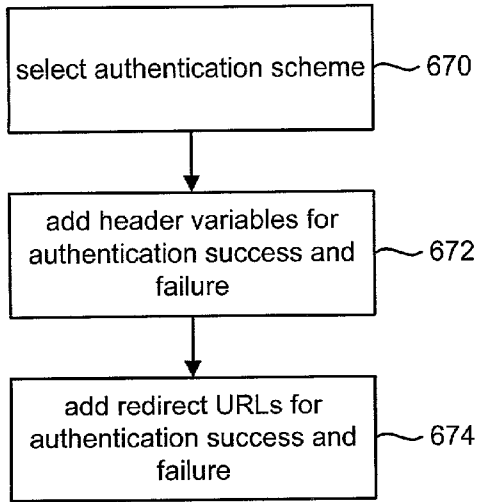 select authentication scheme 670
add header variables for
authentication success and 672
failure
add redirect URLs for
authentication success and 674
failure